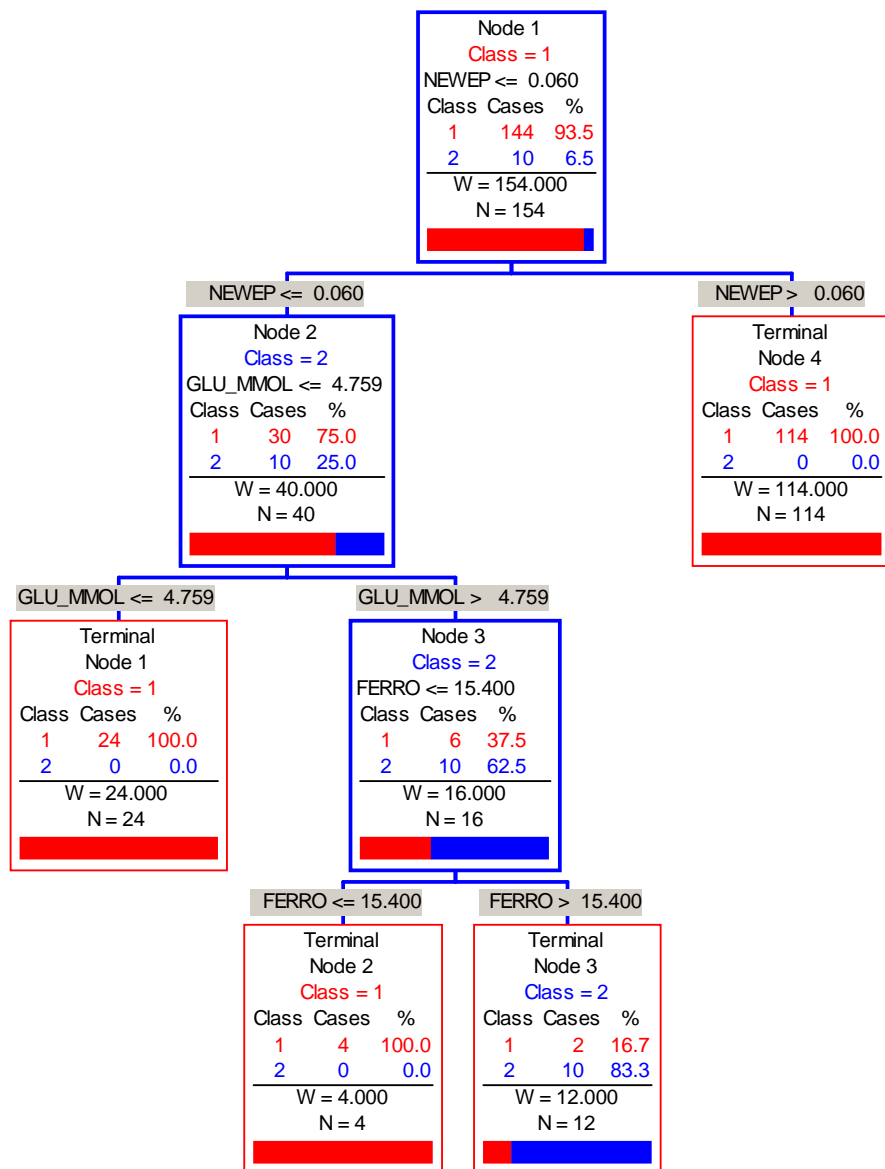 Node 1
Class = 1
NEWEP <= 0.060
Class Cases %
1 144 93.5
2 10 6.5
W = 154.000
N = 154
NEWEP <= 0.060
NEWEP > 0.060
Node 2
Class = 2
GLU_MMOL <= 4.759
Class Cases %
1 30 75.0
2 10 25.0
W = 40.000
N = 40
Terminal
Node 4
Class = 1
Class Cases %
1 114 100.0
2 0 0.0
W = 114.000
N = 114
GLU_MMOL <= 4.759
GLU_MMOL > 4.759
Terminal
Node 1
Class = 1
Class Cases %
1 24 100.0
2 0 0.0
W = 24.000
N = 24
Node 3
Class = 2
FERRO <= 15.400
Class Cases %
1 6 37.5
2 10 62.5
W = 16.000
N = 16
FERRO <= 15.400
FERRO > 15.400
Terminal
Node 2
Class = 1
Class Cases %
1 4 100.0
2 0 0.0
W = 4.000
N = 4
Terminal
Node 3
Class = 2
Class Cases %
1 2 16.7
2 10 83.3
W = 12.000
N = 12